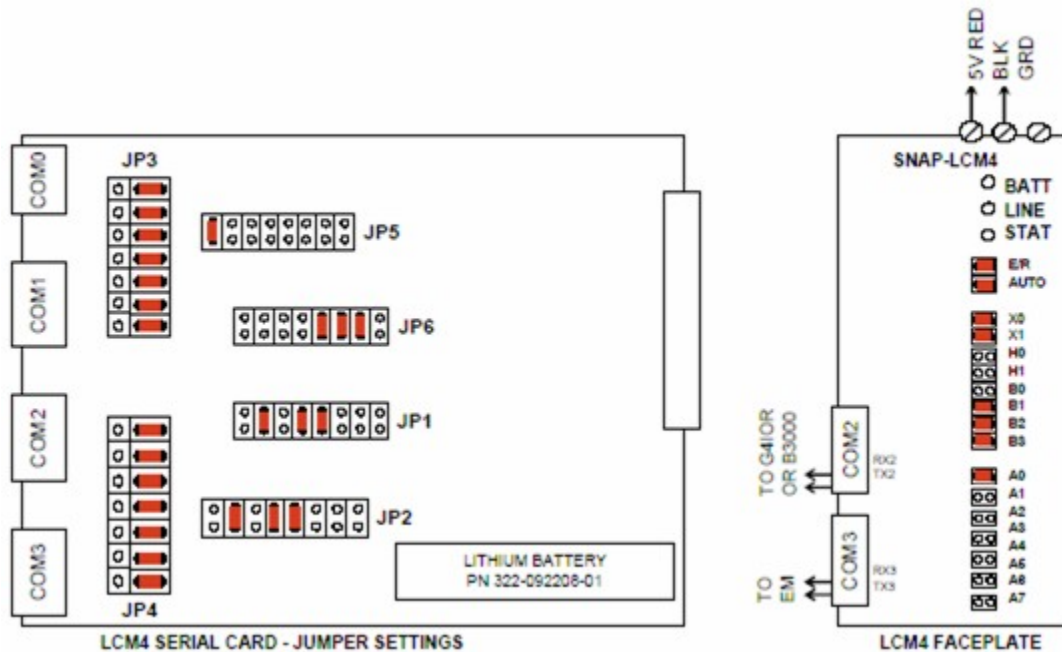 5V RED
BLK
GRD
COM0
COM1
COM2
COM3
JP3
JP5
JP6
JP1
JP2
JP4
LITHIUM BATTERY
PN 322-092208-01
LCM4 SERIAL CARD - JUMPER SETTINGS
SNAP-LCM4
BATT
LINE
STAT
E/R
AUTO
X0
X1
H0
H1
B0
B1
B2
B3
A0
A1
A2
A3
A4
A5
A6
A7
TO G4IOR
OR B3000
COM2
RX2
TX2
TO
EM
COM3
RX3
TX3
LCM4 FACEPLATE